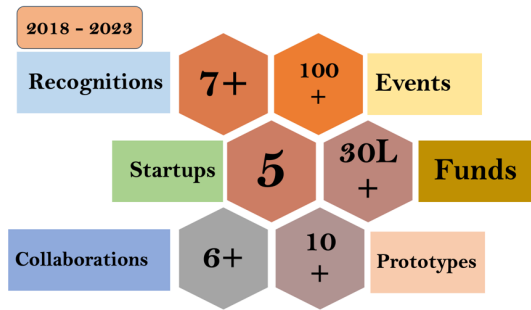 2018 - 2023
Recognitions
7+
100
+
Events
Startups
5
30L
+
Funds
Collaborations
6+
10
+
Prototypes